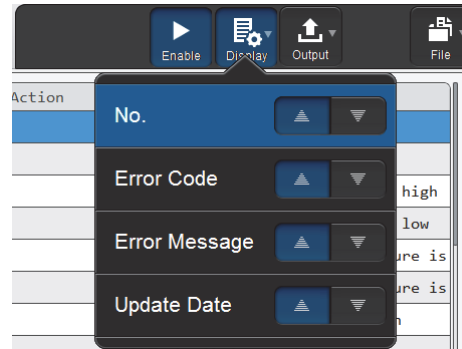 Enable Display Output File
Action
No.
Error Code
high
low
Error Message
ure is
ure is
Update Date